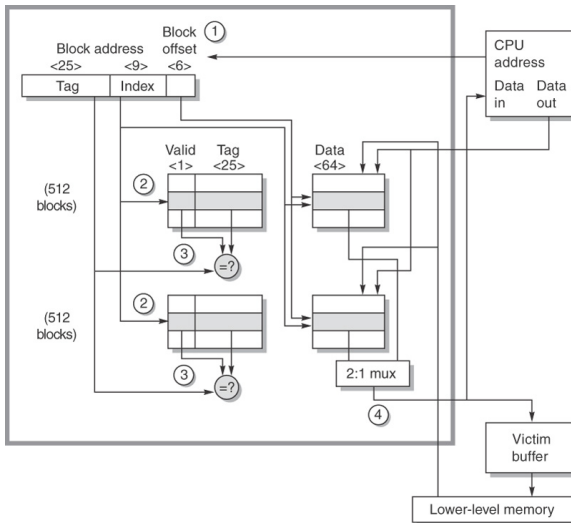 Block
Block address
offset
1
<25>
<9>
<6>
Tag
Index
CPU
address
Data
Data
in
out
Valid
Tag
Data
<1>
<25>
<64>
(512
blocks)
2
3
=?
(512
blocks)
2
3
=?
2:1 mux
4
Victim
buffer
Lower-level memory